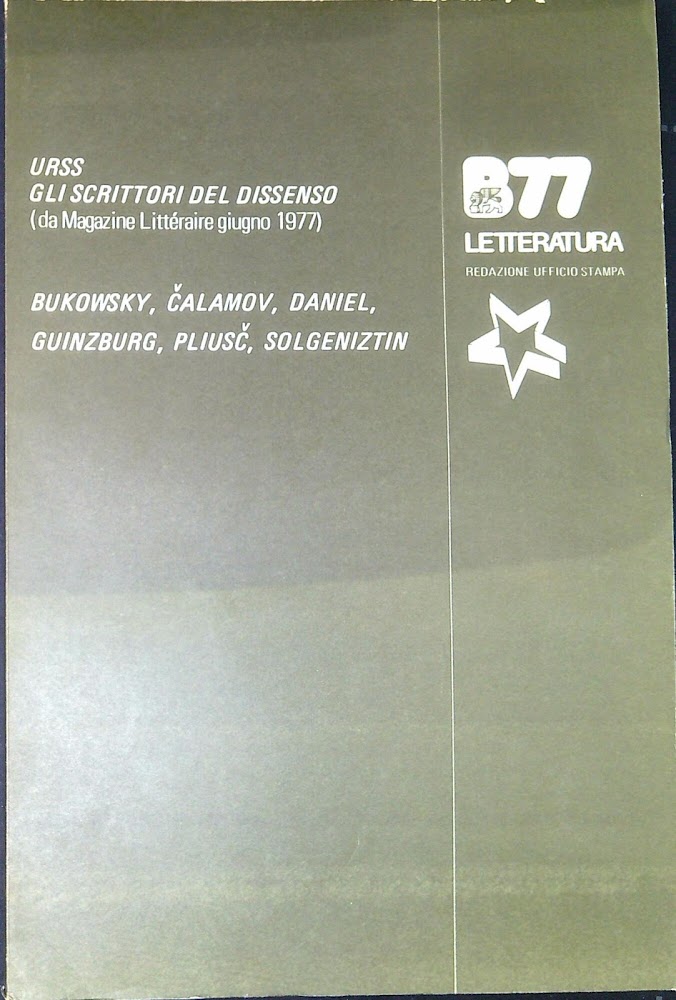 URSS
GLI SCRITTORI DEL DISSENSO
(da Magazine Littéraire giugno 1977)
BUKOWSKY, ČALAMOV, DANIEL,
GUINZBURG, PLIUSČ, SOLGENIZTIN
B77
LETTERATURA
REDAZIONE UFFICIO STAMPA